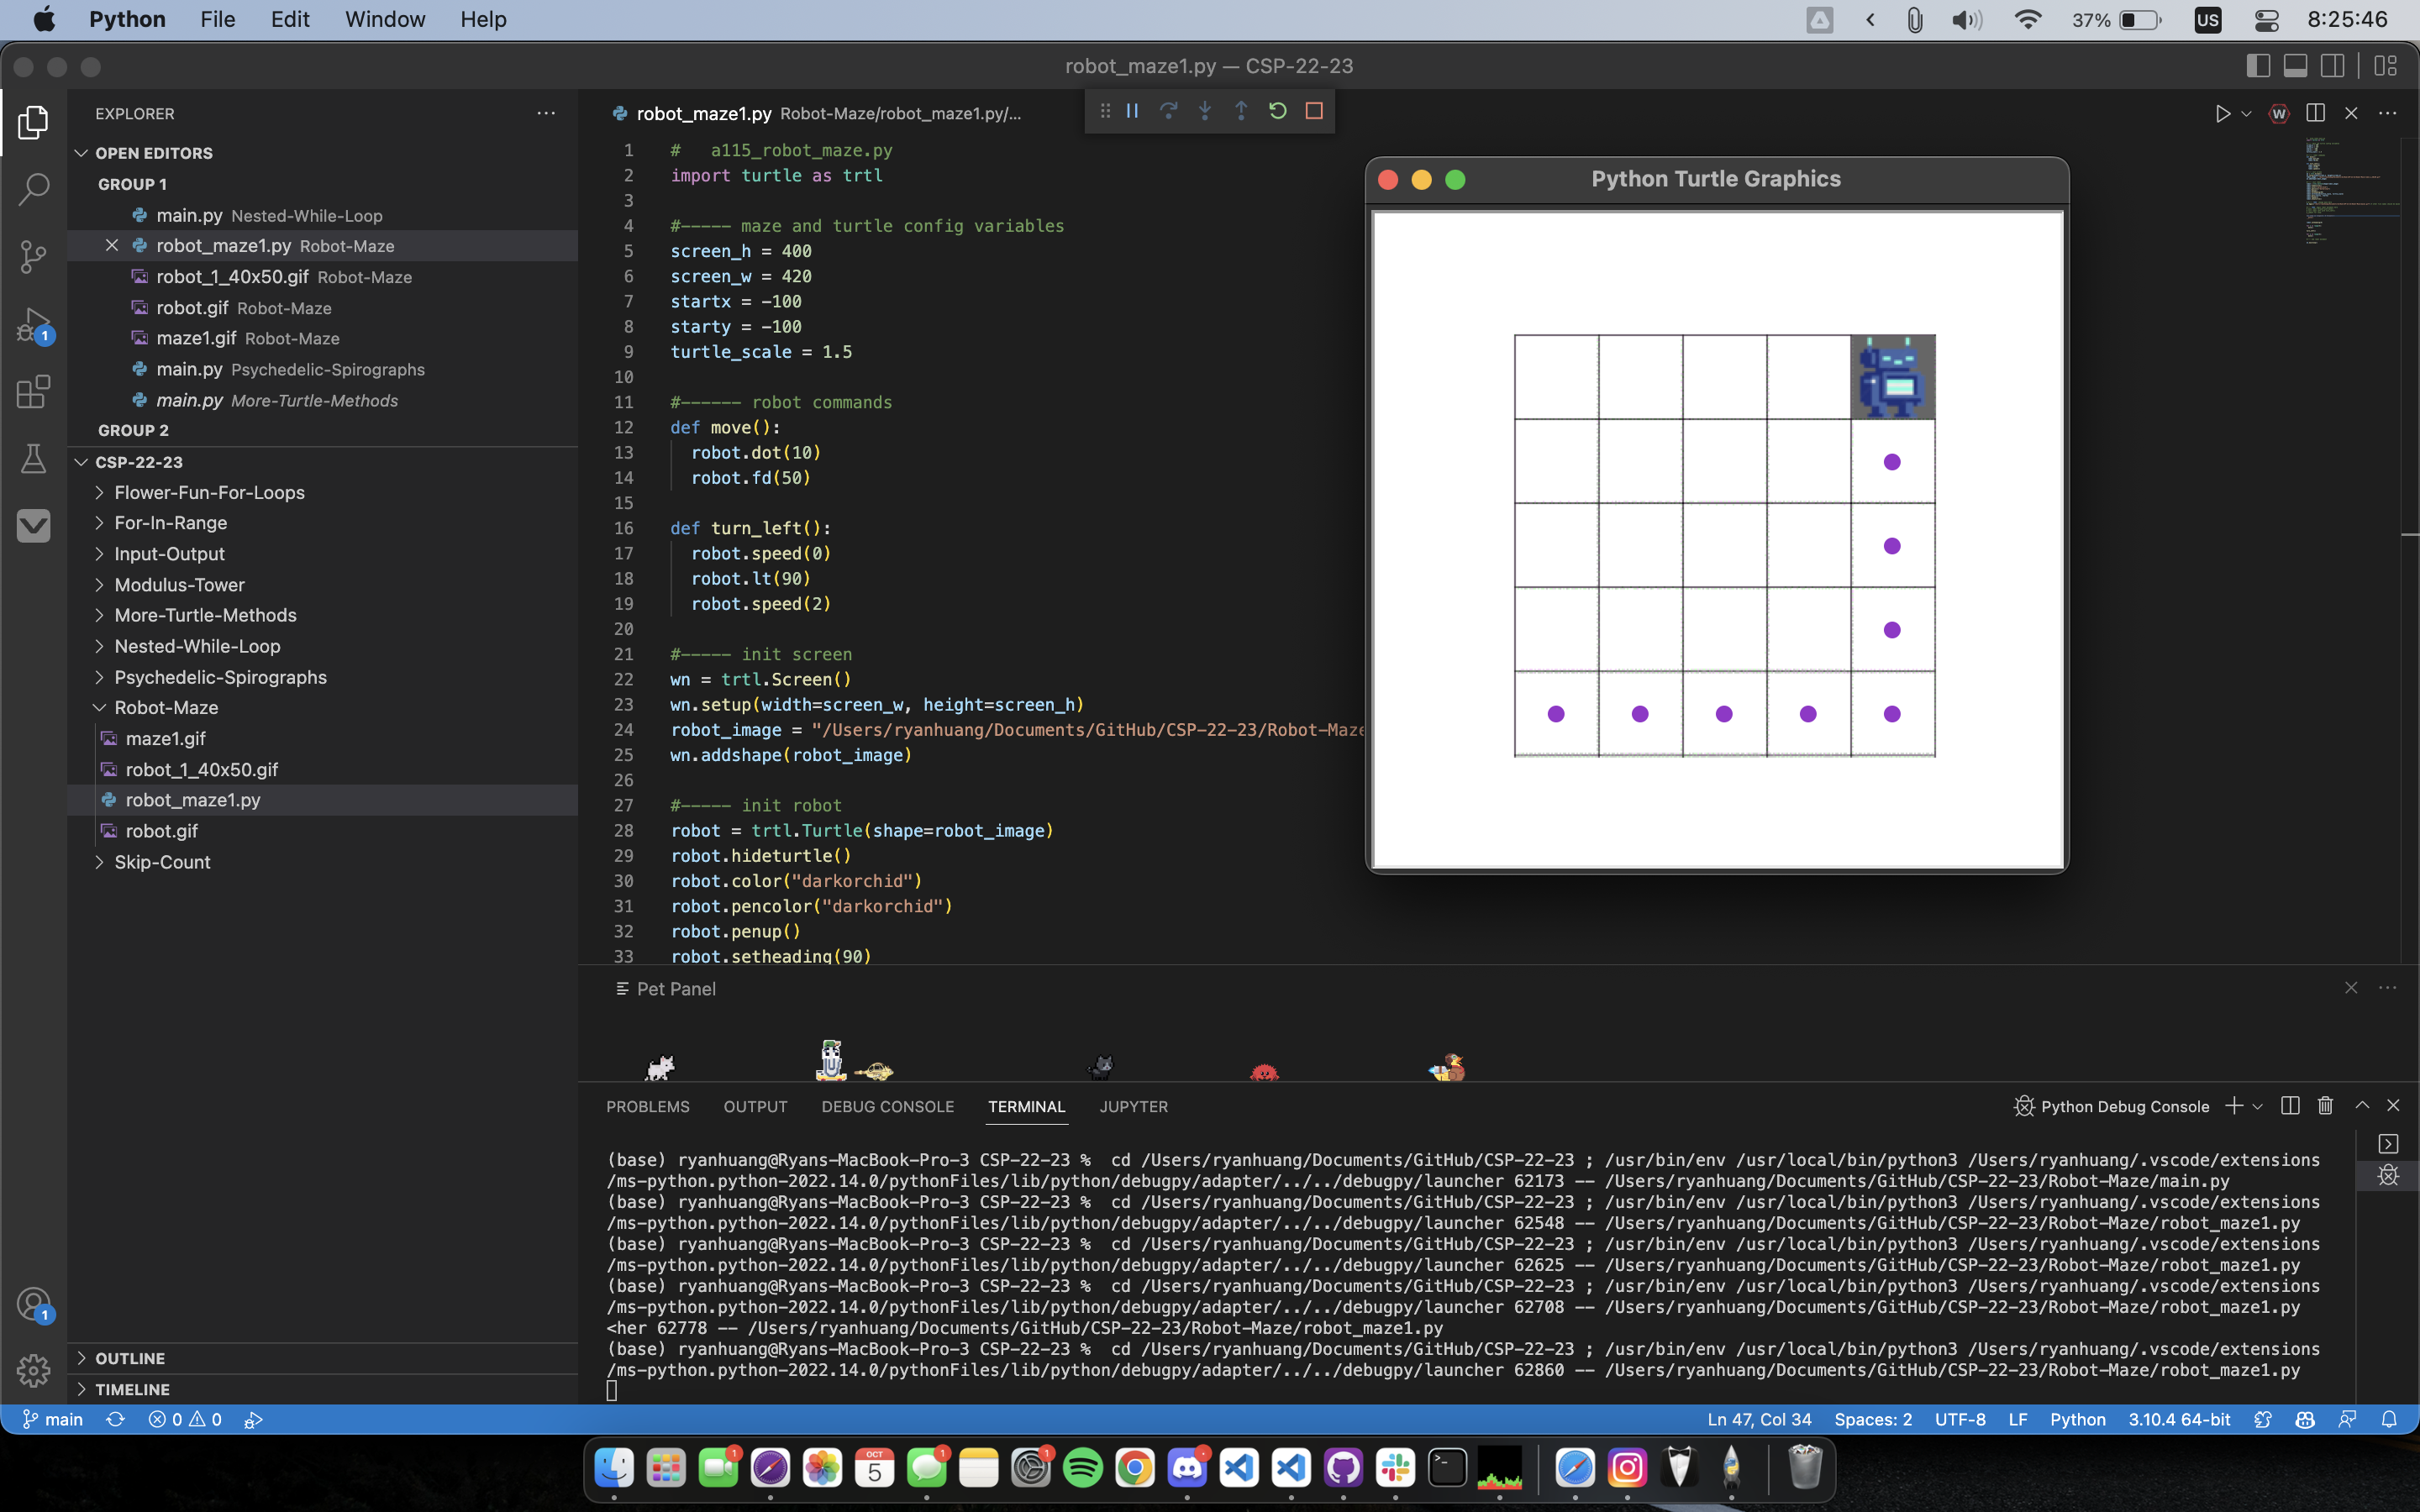 Python File Edit Window Help
37% US 8:25:46
robot_maze1.py — CSP-22-23
EXPLORER
OPEN EDITORS
GROUP 1
main.py Nested-While-Loop
robot_maze1.py Robot-Maze
robot_1_40x50.gif Robot-Maze
robot.gif Robot-Maze
maze1.gif Robot-Maze
main.py Psychedelic-Spirographs
main.py More-Turtle-Methods
GROUP 2
CSP-22-23
Flower-Fun-For-Loops
For-In-Range
Input-Output
Modulus-Tower
More-Turtle-Methods
Nested-While-Loop
Psychedelic-Spirographs
Robot-Maze
maze1.gif
robot_1_40x50.gif
robot_maze1.py
robot.gif
Skip-Count
OUTLINE
TIMELINE
1
1
robot_maze1.py Robot-Maze/robot_maze1.py/...
W
1 #   a115_robot_maze.py
2 import turtle as trtl
3
4 #----- maze and turtle config variables
5 screen_h = 400
6 screen_w = 420
7 startx = -100
8 starty = -100
9 turtle_scale = 1.5
10
11 #------ robot commands
12 def move():
13   robot.dot(10)
14   robot.fd(50)
15
16 def turn_left():
17   robot.speed(0)
18   robot.lt(90)
19   robot.speed(2)
20
21 #----- init screen
22 wn = trtl.Screen()
23 wn.setup(width=screen_w, height=screen_h)
24 robot_image = "/Users/ryanhuang/Documents/GitHub/CSP-22-23/Robot-Maze
25 wn.addshape(robot_image)
26
27 #----- init robot
28 robot = trtl.Turtle(shape=robot_image)
29 robot.hideturtle()
30 robot.color("darkorchid")
31 robot.pencolor("darkorchid")
32 robot.penup()
33 robot.setheading(90)
Python Turtle Graphics
Pet Panel
PROBLEMS OUTPUT DEBUG CONSOLE TERMINAL JUPYTER
Python Debug Console
(base) ryanhuang@Ryans-MacBook-Pro-3 CSP-22-23 %  cd /Users/ryanhuang/Documents/GitHub/CSP-22-23 ; /usr/bin/env /usr/local/bin/python3 /Users/ryanhuang/.vscode/extensions
/ms-python.python-2022.14.0/pythonFiles/lib/python/debugpy/adapter/../../debugpy/launcher 62173 -- /Users/ryanhuang/Documents/GitHub/CSP-22-23/Robot-Maze/main.py
(base) ryanhuang@Ryans-MacBook-Pro-3 CSP-22-23 %  cd /Users/ryanhuang/Documents/GitHub/CSP-22-23 ; /usr/bin/env /usr/local/bin/python3 /Users/ryanhuang/.vscode/extensions
/ms-python.python-2022.14.0/pythonFiles/lib/python/debugpy/adapter/../../debugpy/launcher 62548 -- /Users/ryanhuang/Documents/GitHub/CSP-22-23/Robot-Maze/robot_maze1.py
(base) ryanhuang@Ryans-MacBook-Pro-3 CSP-22-23 %  cd /Users/ryanhuang/Documents/GitHub/CSP-22-23 ; /usr/bin/env /usr/local/bin/python3 /Users/ryanhuang/.vscode/extensions
/ms-python.python-2022.14.0/pythonFiles/lib/python/debugpy/adapter/../../debugpy/launcher 62625 -- /Users/ryanhuang/Documents/GitHub/CSP-22-23/Robot-Maze/robot_maze1.py
(base) ryanhuang@Ryans-MacBook-Pro-3 CSP-22-23 %  cd /Users/ryanhuang/Documents/GitHub/CSP-22-23 ; /usr/bin/env /usr/local/bin/python3 /Users/ryanhuang/.vscode/extensions
/ms-python.python-2022.14.0/pythonFiles/lib/python/debugpy/adapter/../../debugpy/launcher 62708 -- /Users/ryanhuang/Documents/GitHub/CSP-22-23/Robot-Maze/robot_maze1.py
<her 62778 -- /Users/ryanhuang/Documents/GitHub/CSP-22-23/Robot-Maze/robot_maze1.py
(base) ryanhuang@Ryans-MacBook-Pro-3 CSP-22-23 %  cd /Users/ryanhuang/Documents/GitHub/CSP-22-23 ; /usr/bin/env /usr/local/bin/python3 /Users/ryanhuang/.vscode/extensions
/ms-python.python-2022.14.0/pythonFiles/lib/python/debugpy/adapter/../../debugpy/launcher 62860 -- /Users/ryanhuang/Documents/GitHub/CSP-22-23/Robot-Maze/robot_maze1.py
main 0 0 Ln 47, Col 34 Spaces: 2 UTF-8 LF Python 3.10.4 64-bit
1 OCT 5 1 1